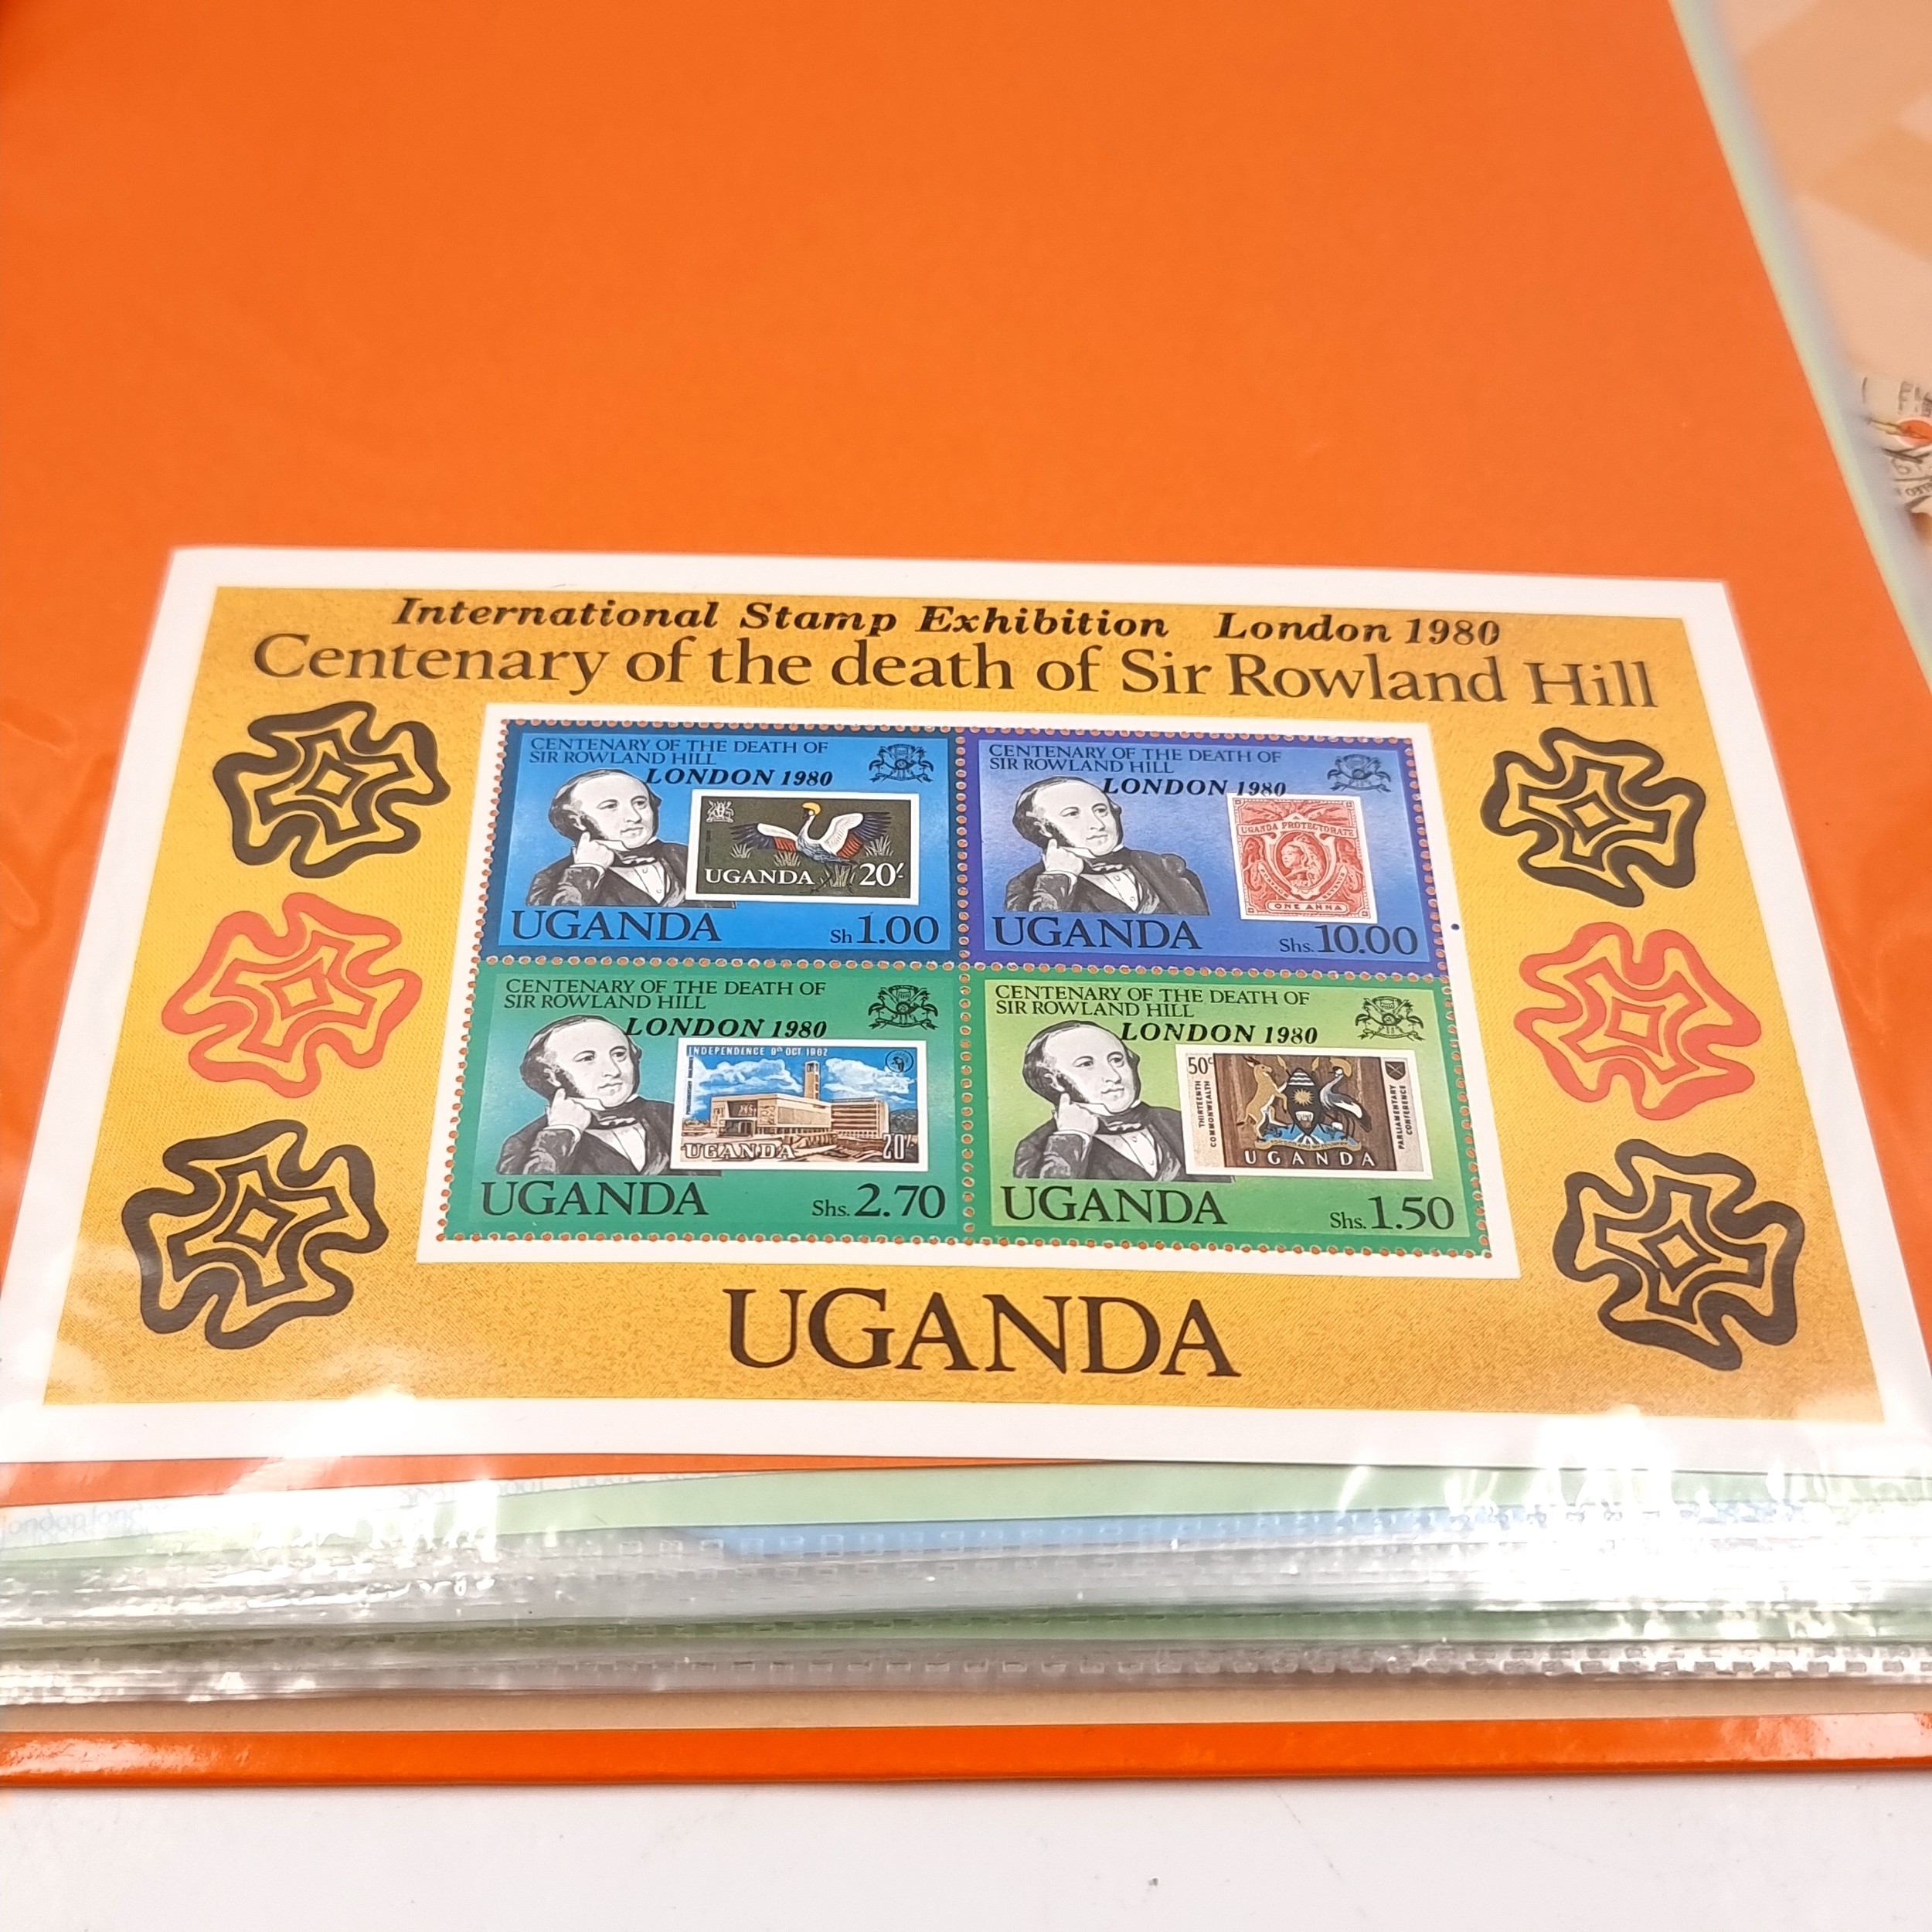 International Stamp Exhibition London 1980
Centenary of the death of Sir Rowland Hill
CENTENARY OF THE DEATH OF
SIR ROWLAND HILL
LONDON 1980
UGANDA 20/-
UGANDA Sh 1.00
CENTENARY OF THE DEATH OF
SIR ROWLAND HILL
LONDON 1980
UGANDA PROTECTORATE
ONE ANNA
UGANDA Shs. 10.00
CENTENARY OF THE DEATH OF
SIR ROWLAND HILL
LONDON 1980
INDEPENDENCE 9th OCT 1962
UGANDA 20/-
UGANDA Shs. 2.70
CENTENARY OF THE DEATH OF
SIR ROWLAND HILL
LONDON 1980
50c
THIRTEENTH
COMMONWEALTH
PARLIAMENTARY
CONFERENCE
UGANDA
UGANDA Shs. 1.50
UGANDA